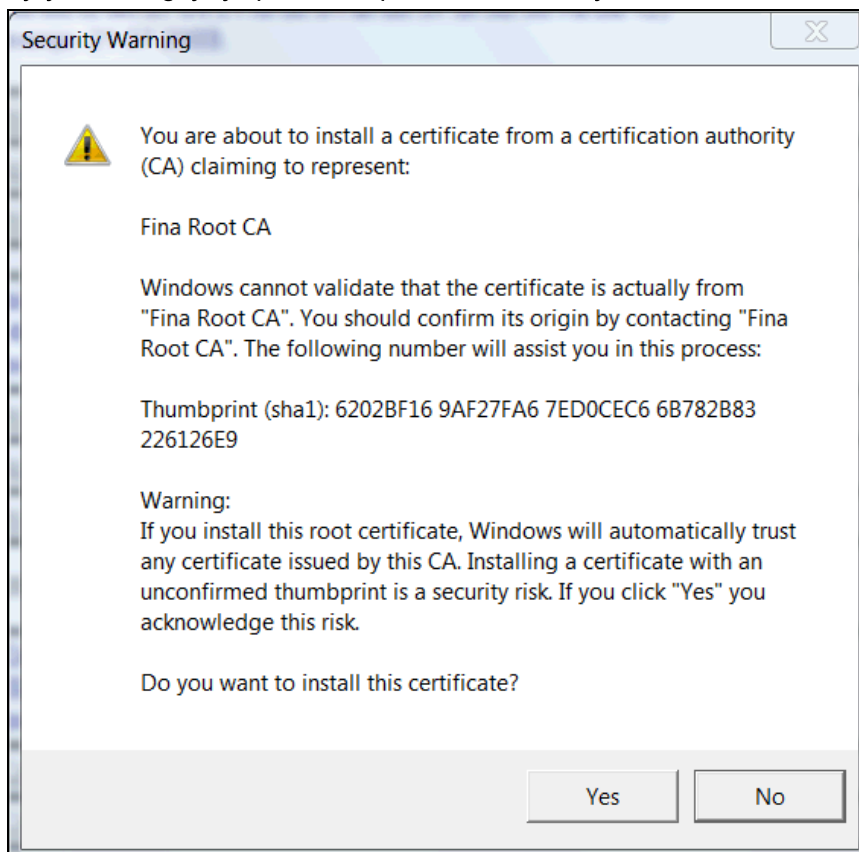 Security Warning
You are about to install a certificate from a certification authority
(CA) claiming to represent:
Fina Root CA
Windows cannot validate that the certificate is actually from
"Fina Root CA". You should confirm its origin by contacting "Fina
Root CA". The following number will assist you in this process:
Thumbprint (sha1): 6202BF16 9AF27FA6 7ED0CEC6 6B782B83
226126E9
Warning:
If you install this root certificate, Windows will automatically trust
any certificate issued by this CA. Installing a certificate with an
unconfirmed thumbprint is a security risk. If you click "Yes" you
acknowledge this risk.
Do you want to install this certificate?
Yes
No